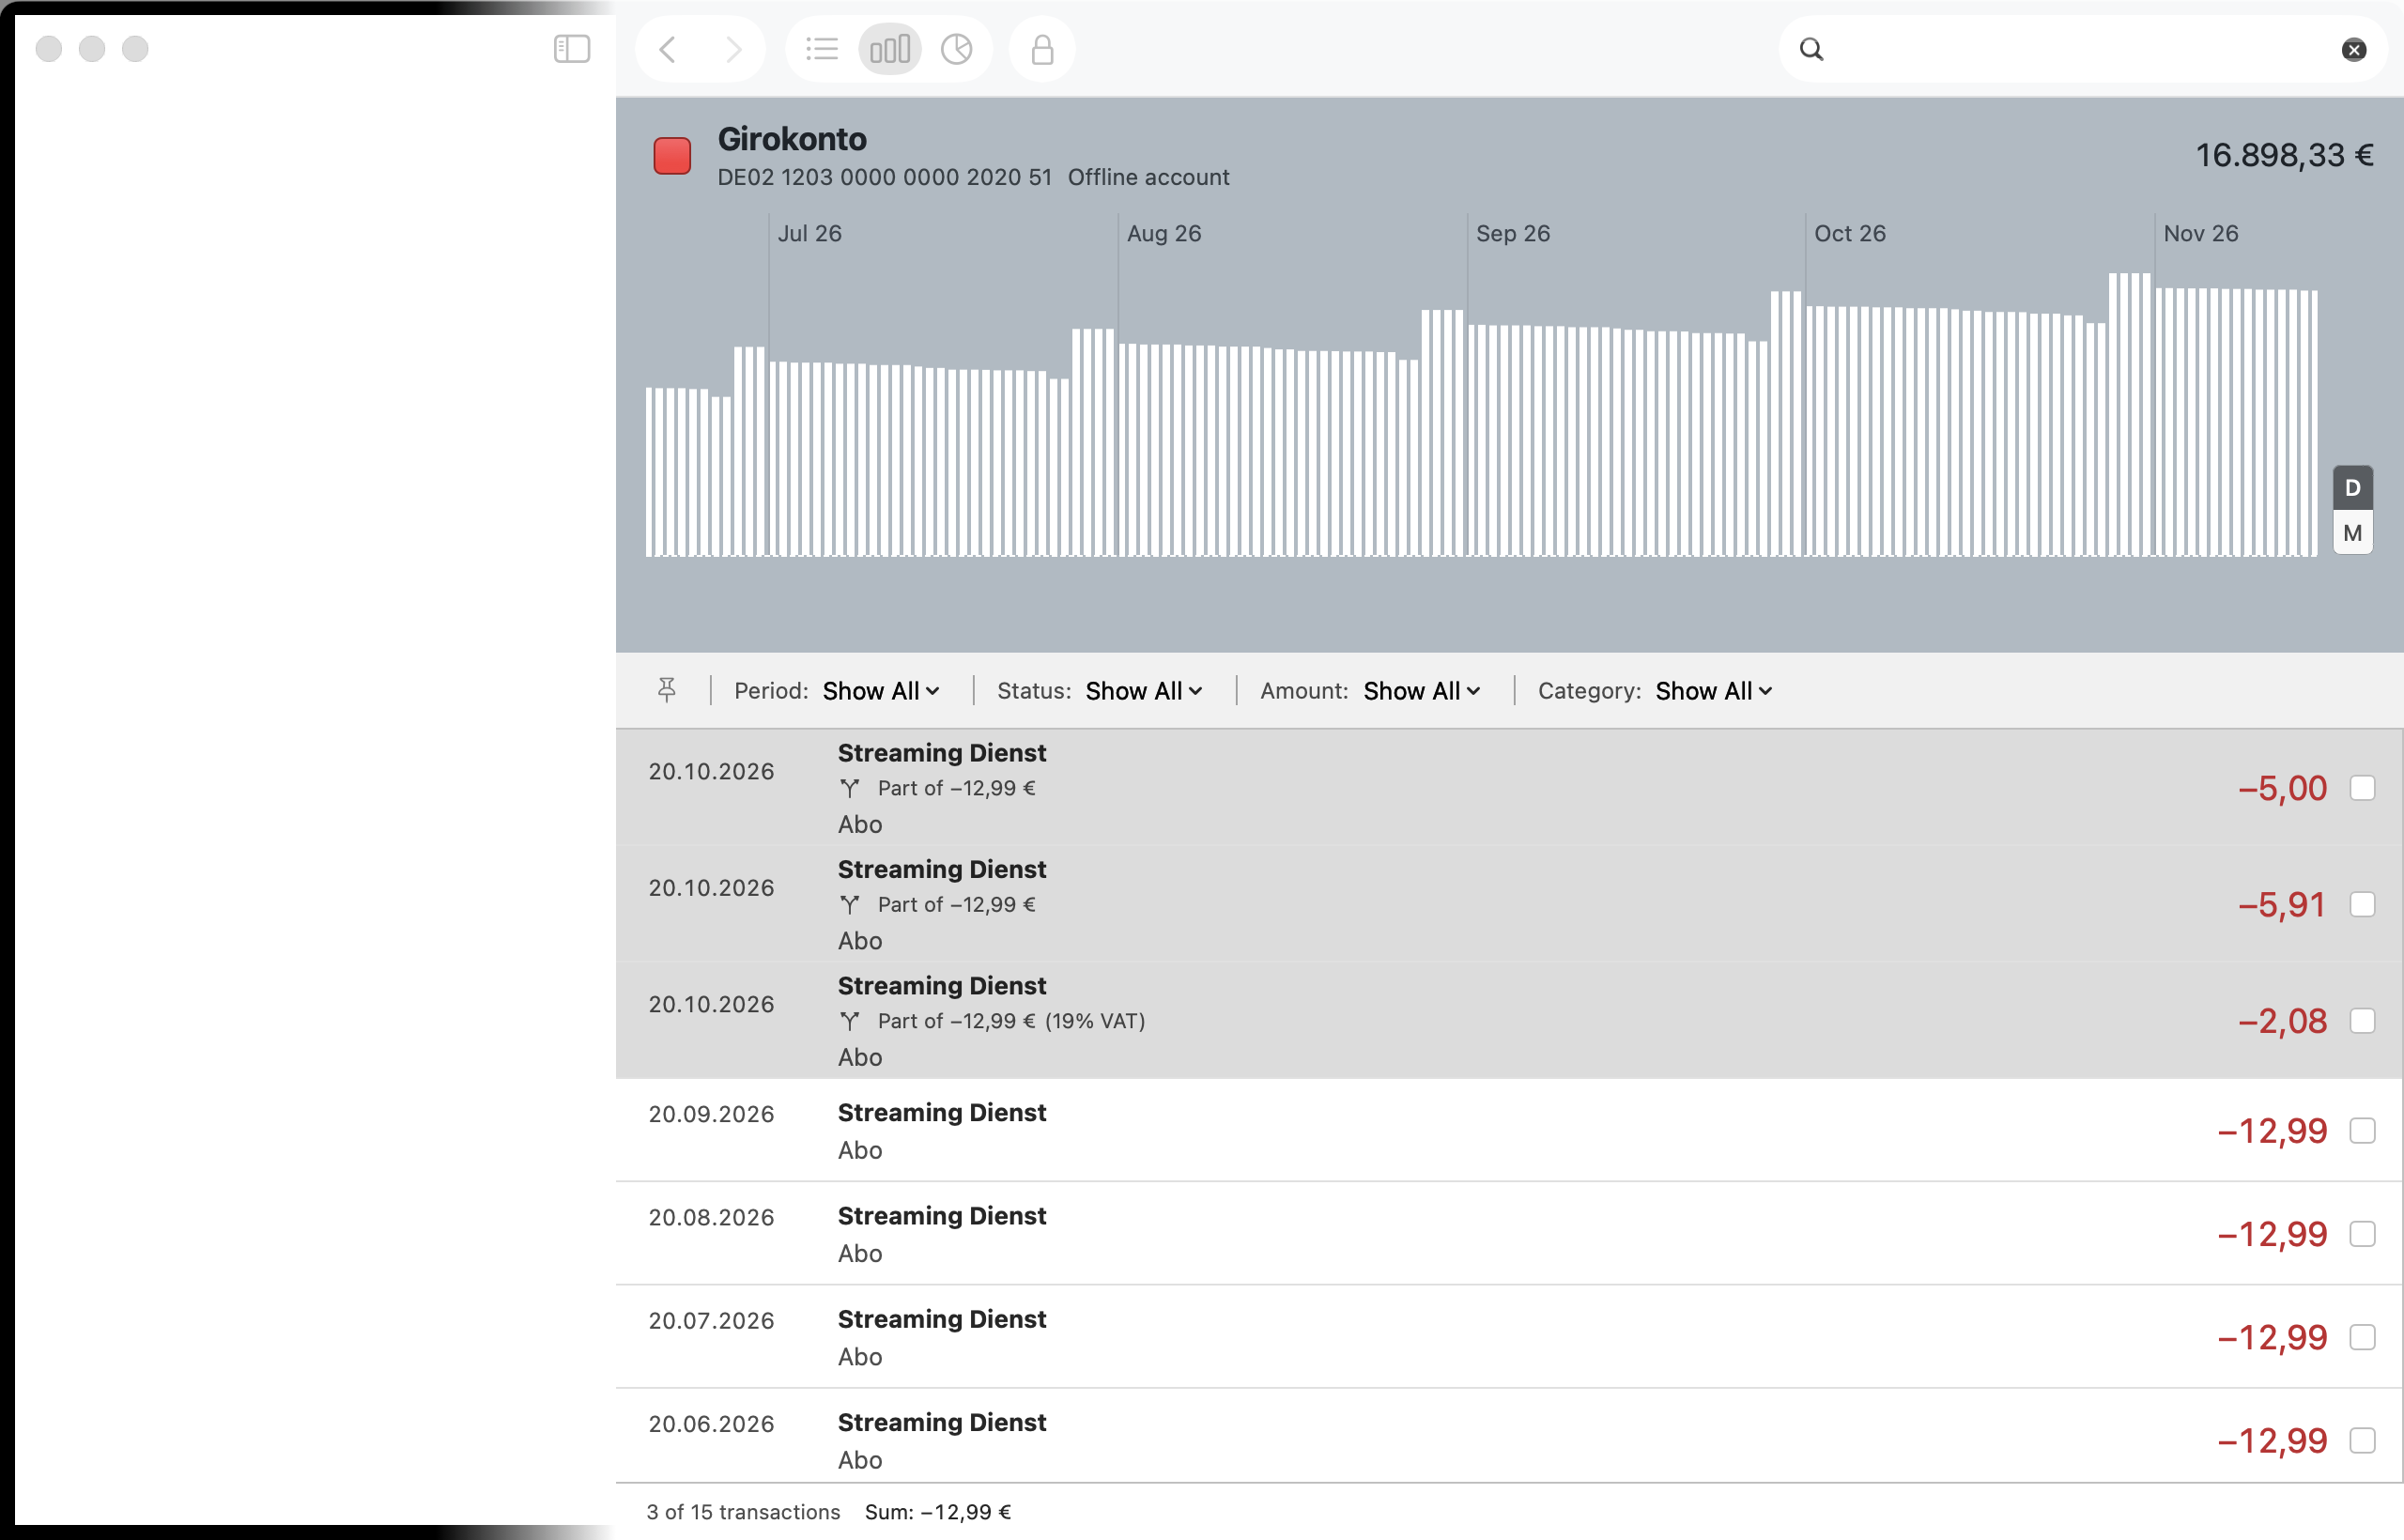 Girokonto
16.898,33 €
DE02 1203 0000 0000 2020 51 Offline account
Jul 26 Aug 26 Sep 26 Oct 26 Nov 26
D
M
Period: Show All Status: Show All Amount: Show All Category: Show All
Streaming Dienst
20.10.2026
Part of −12,99 €
−5,00
Abo
Streaming Dienst
20.10.2026
Part of −12,99 €
−5,91
Abo
Streaming Dienst
20.10.2026
Part of −12,99 € (19% VAT)
−2,08
Abo
20.09.2026 Streaming Dienst
−12,99
Abo
20.08.2026 Streaming Dienst
−12,99
Abo
20.07.2026 Streaming Dienst
−12,99
Abo
20.06.2026 Streaming Dienst
−12,99
Abo
3 of 15 transactions Sum: −12,99 €